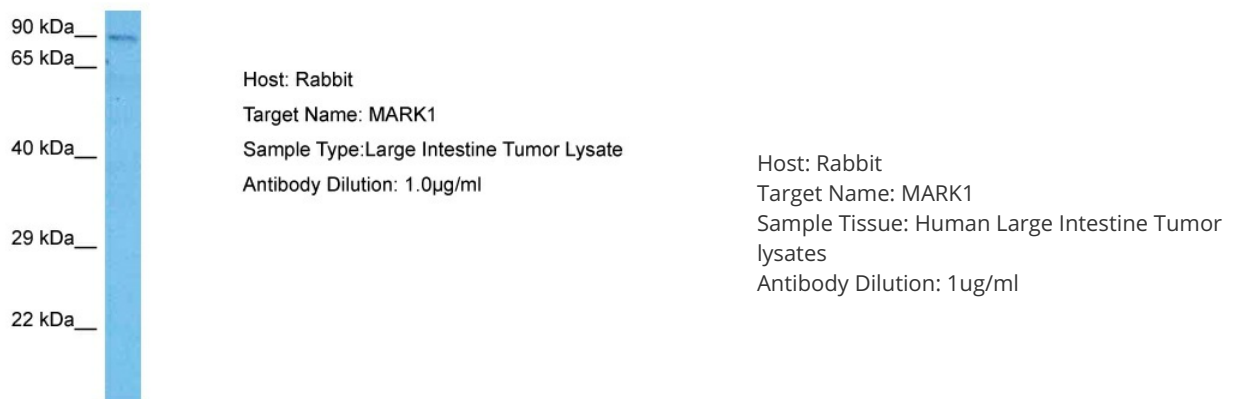 90 kDa__
65 kDa__
40 kDa__
29 kDa__
22 kDa__
Host: Rabbit
Target Name: MARK1
Sample Type:Large Intestine Tumor Lysate
Antibody Dilution: 1.0µg/ml
Host: Rabbit
Target Name: MARK1
Sample Tissue: Human Large Intestine Tumor
lysates
Antibody Dilution: 1ug/ml